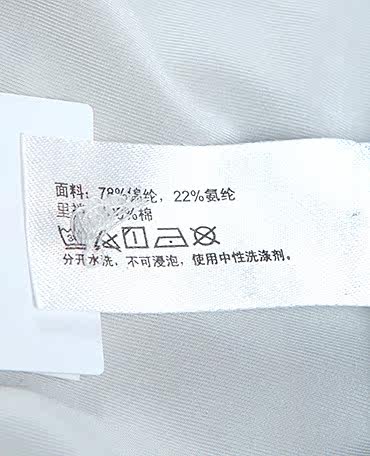 面料：78%锦纶，22%氨纶
里 %棉
分开水洗，不可浸泡，使用中性洗涤剂。